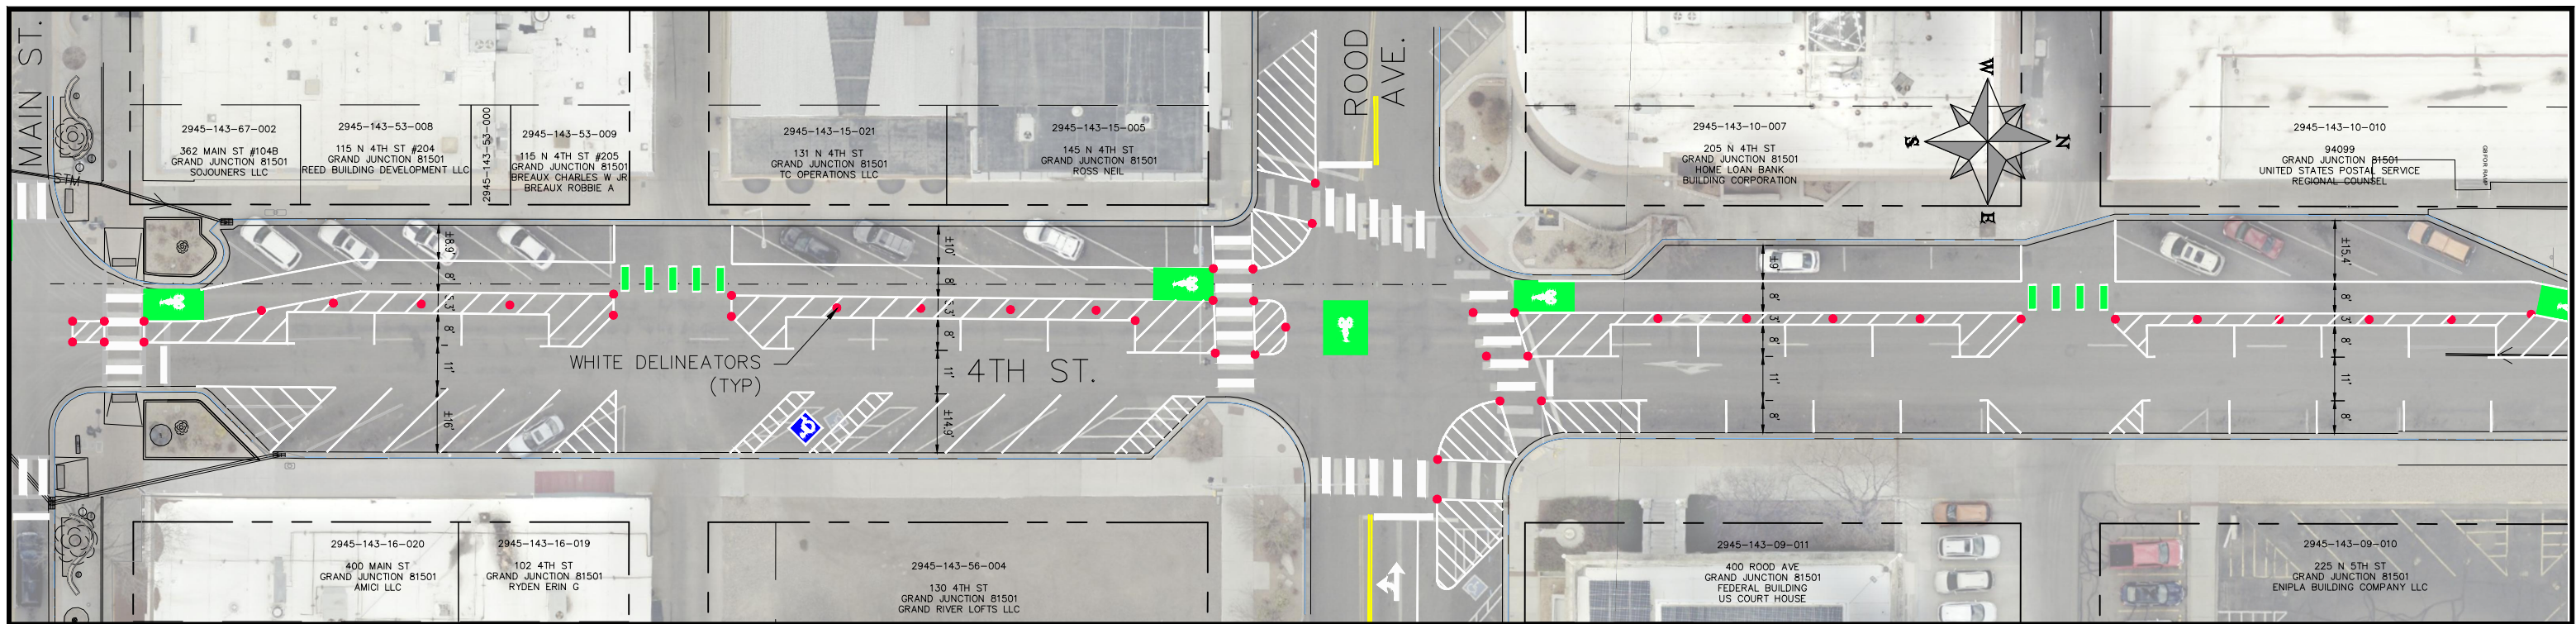 MAIN ST.
STM
2945-143-67-002
362 MAIN ST #104B
GRAND JUNCTION 81501
SOJOUNERS LLC
2945-143-53-008
115 N 4TH ST #204
GRAND JUNCTION 81501
REED BUILDING DEVELOPMENT LLC
2945-143-53-000
2945-143-53-009
115 N 4TH ST #205
GRAND JUNCTION 81501
BREAUX CHARLES W JR
BREAUX ROBBIE A
2945-143-15-021
131 N 4TH ST
GRAND JUNCTION 81501
TC OPERATIONS LLC
2945-143-15-005
145 N 4TH ST
GRAND JUNCTION 81501
ROSS NEIL
ROOD
AVE.
2945-143-10-007
205 N 4TH ST
GRAND JUNCTION 81501
HOME LOAN BANK
BUILDING CORPORATION
W
N
S
E
2945-143-10-010
94099
GRAND JUNCTION 81501
UNITED STATES POSTAL SERVICE
REGIONAL COUNSEL
±8.9'
8'
3'
8'
11'
±16'
±10'
8'
3'
8'
11'
±14.9'
±9'
8'
3'
8'
11'
8'
±15.4'
8'
3'
8'
11'
8'
WHITE DELINEATORS
(TYP)
4TH ST.
2945-143-16-020
400 MAIN ST
GRAND JUNCTION 81501
AMICI LLC
2945-143-16-019
102 4TH ST
GRAND JUNCTION 81501
RYDEN ERIN G
2945-143-56-004
130 4TH ST
GRAND JUNCTION 81501
GRAND RIVER LOFTS LLC
2945-143-09-011
400 ROOD AVE
GRAND JUNCTION 81501
FEDERAL BUILDING
US COURT HOUSE
2945-143-09-010
225 N 5TH ST
GRAND JUNCTION 81501
ENIPLA BUILDING COMPANY LLC